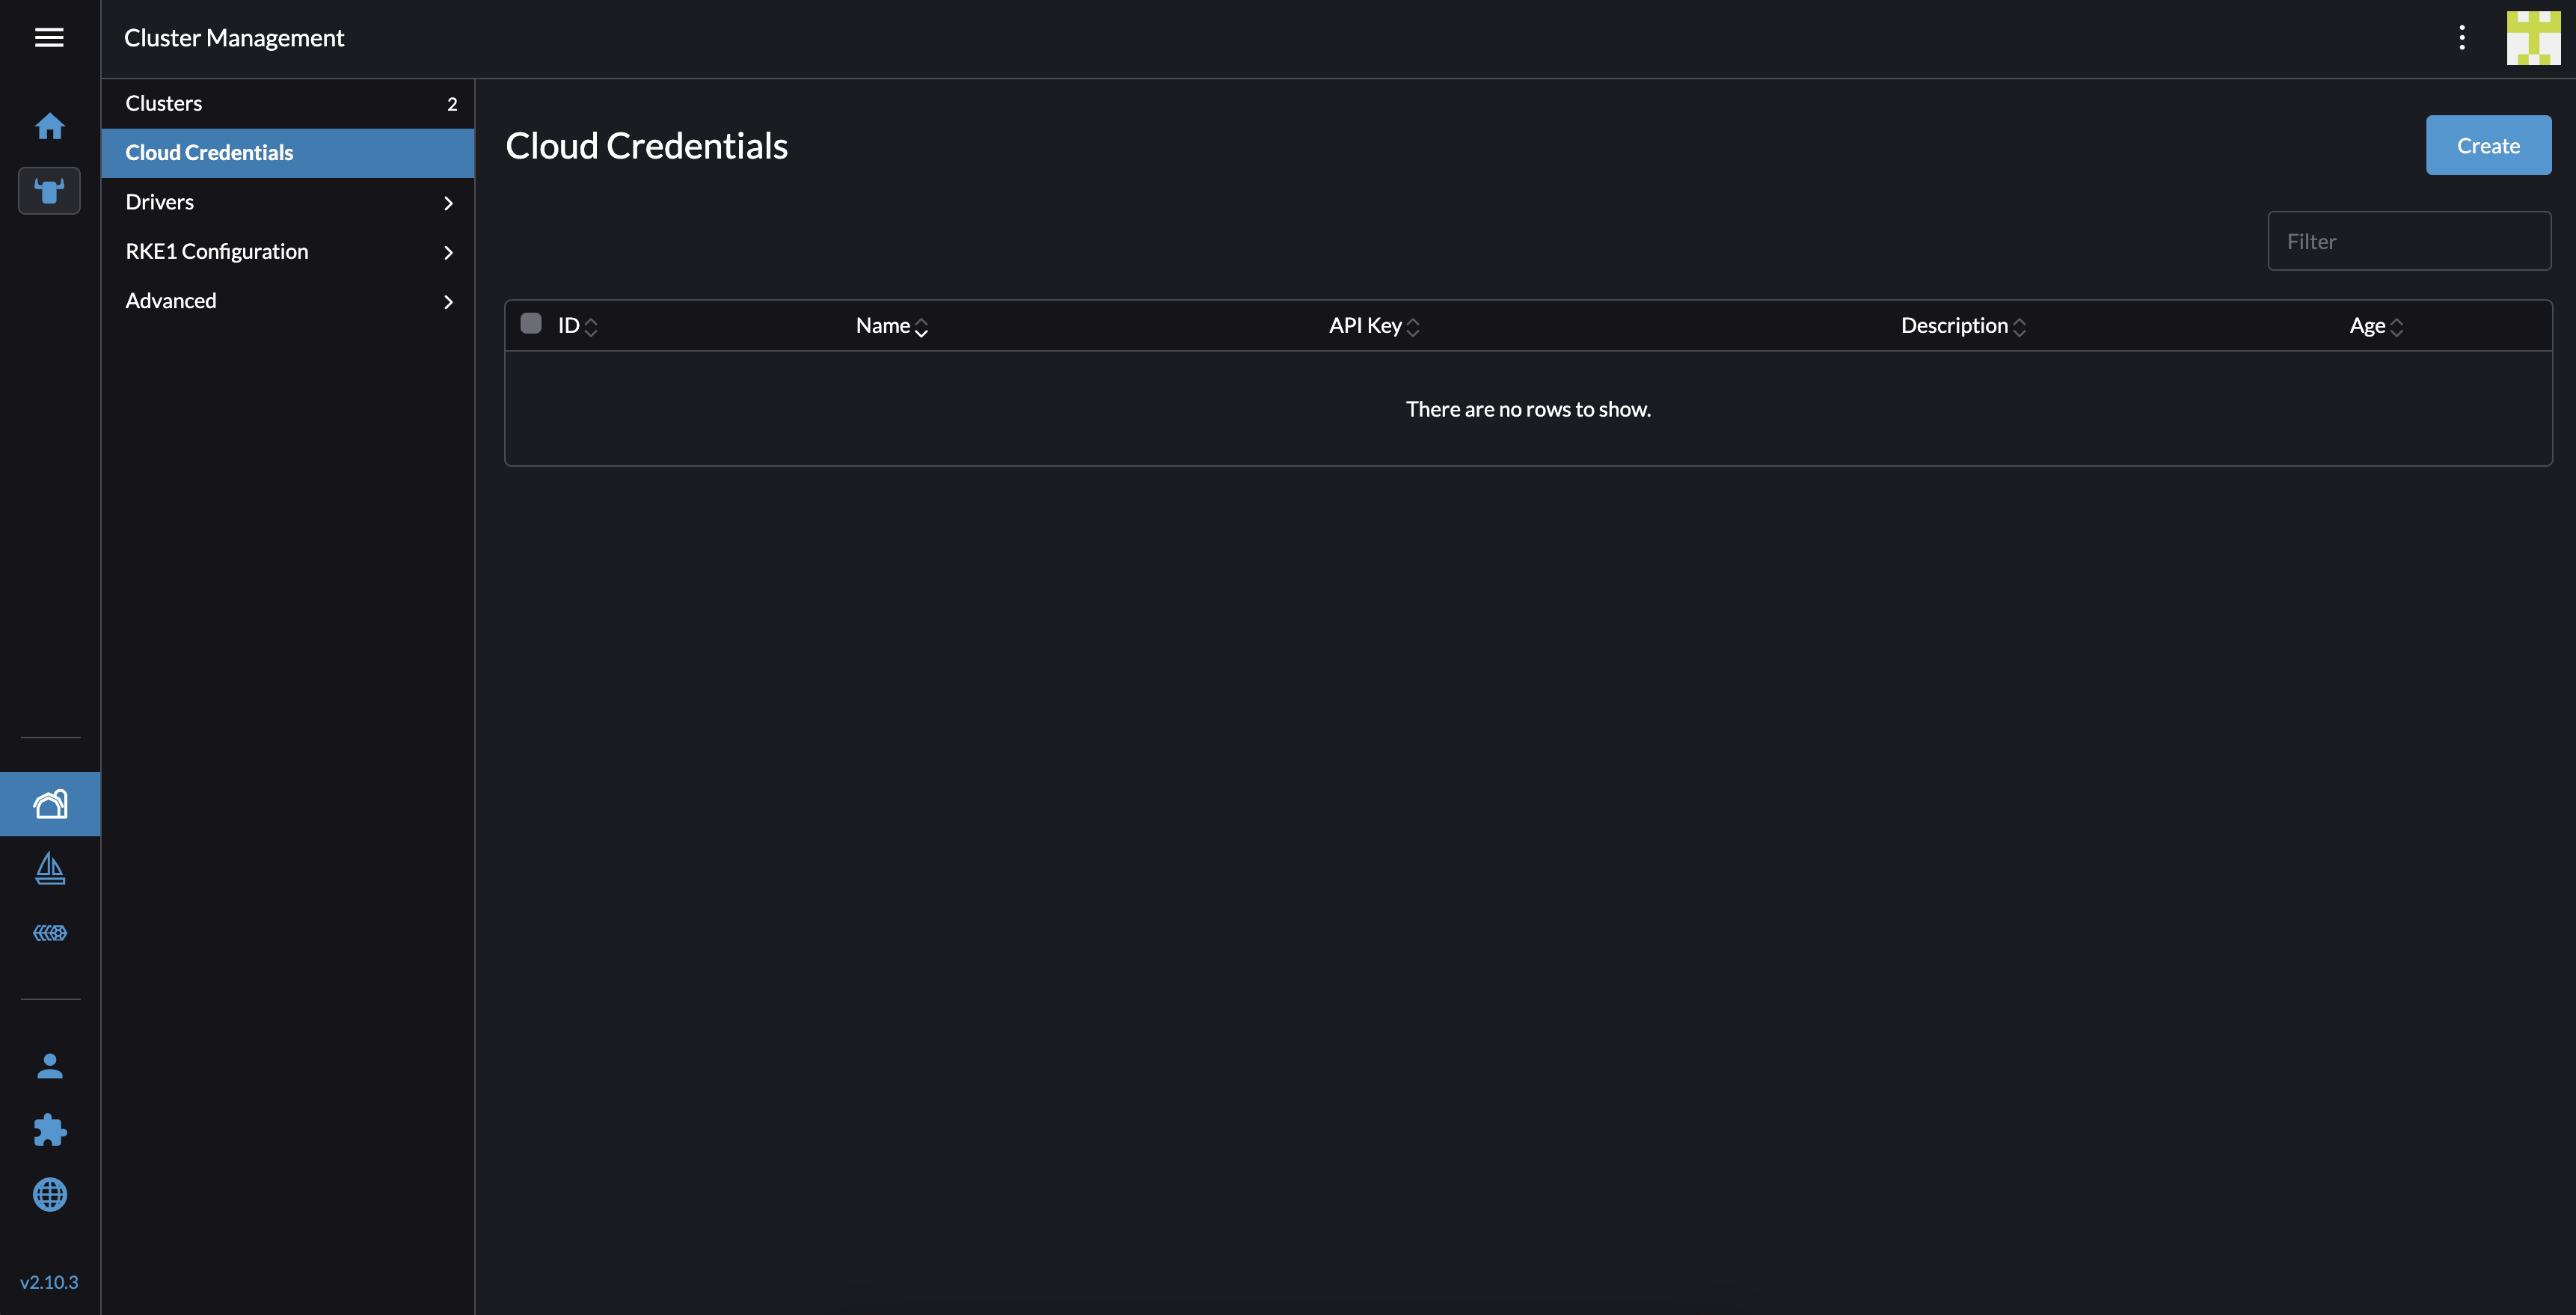 Cluster Management
Clusters 2
Cloud Credentials
Drivers
RKE1 Configuration
Advanced
Cloud Credentials
Create
Filter
ID Name API Key Description Age
There are no rows to show.
v2.10.3